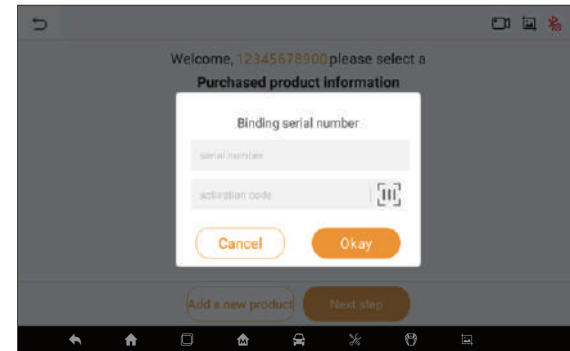 Welcome, 12345678900 please select a
Purchased product information
Binding serial number
serial number
activation code
Cancel
Okay
Add a new product
Next step